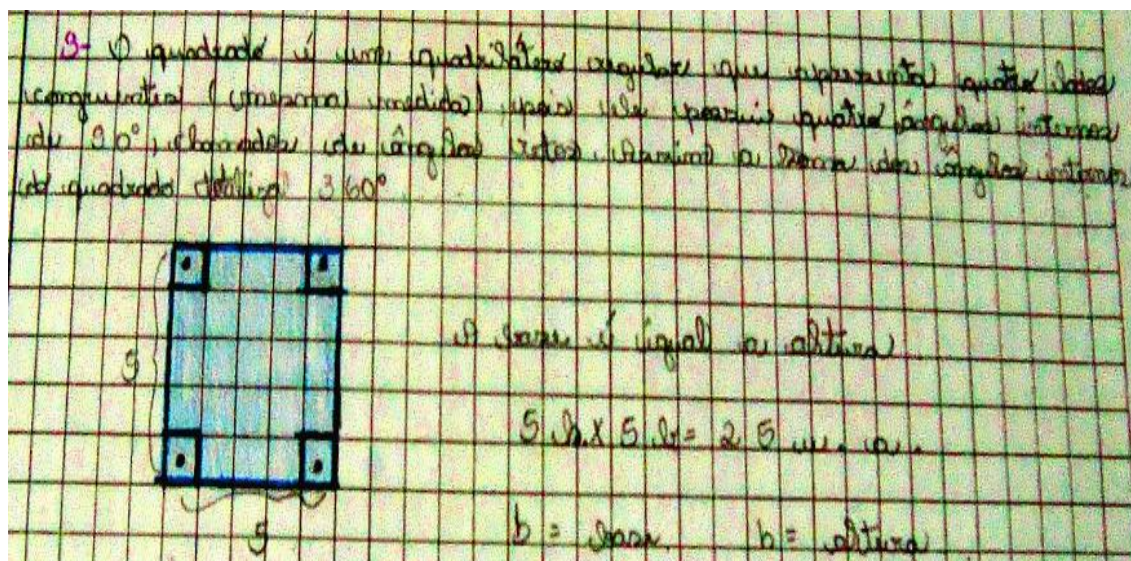 3- O quadrado é um quadrilátero regular que apresenta quatro lados
congruentes (mesma medida), pois ele possui quatro ângulos internos
de 90°, chamados de ângulos retos. Assim a soma dos ângulos internos
do quadrado totaliza 360°.
A base é igual a altura
5
5 h x 5 b = 25 u. a.
5
b = base h = altura